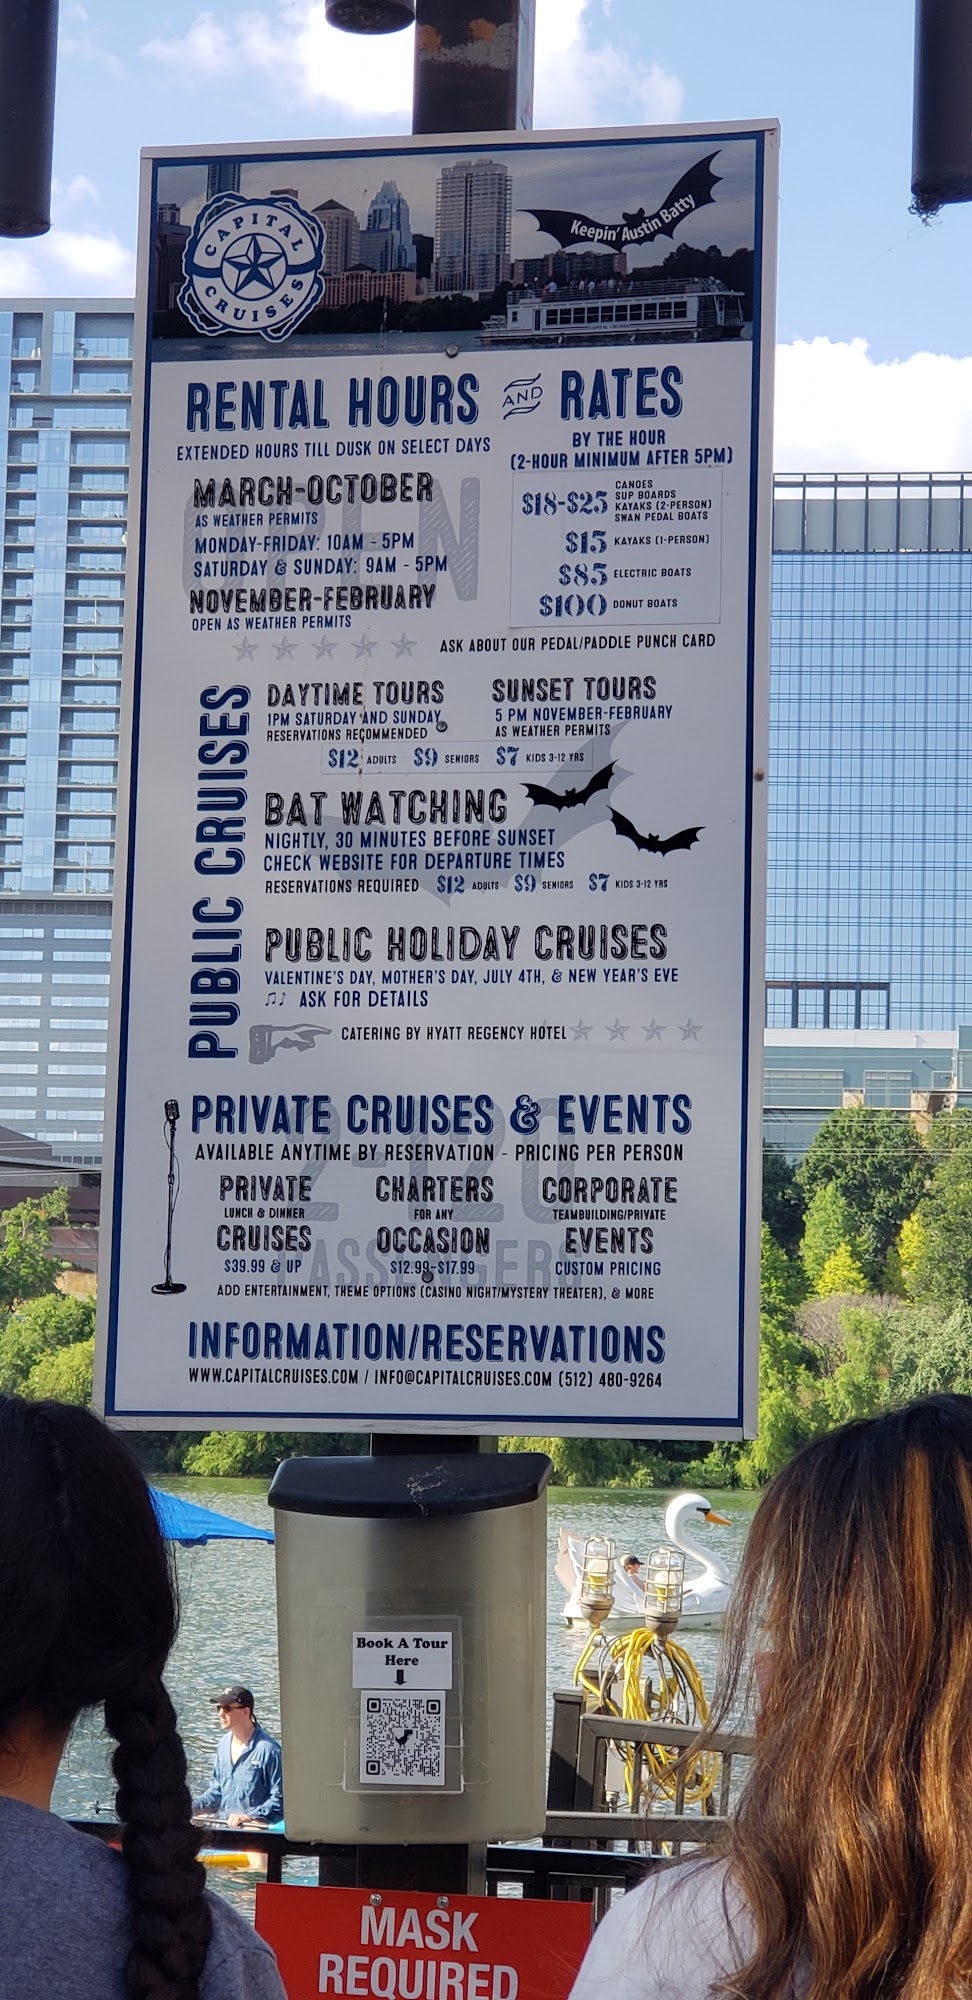 CAPITAL
CRUISES
Keepin' Austin Batty
CAPITAL CRUISES
RENTAL HOURS AND RATES
EXTENDED HOURS TILL DUSK ON SELECT DAYS
BY THE HOUR
(2-HOUR MINIMUM AFTER 5PM)
OPEN
MARCH-OCTOBER
AS WEATHER PERMITS
MONDAY-FRIDAY: 10AM - 5PM
SATURDAY & SUNDAY: 9AM - 5PM
NOVEMBER-FEBRUARY
OPEN AS WEATHER PERMITS
$18-$25
CANOES
SUP BOARDS
KAYAKS (2-PERSON)
SWAN PEDAL BOATS
$15 KAYAKS (1-PERSON)
$85 ELECTRIC BOATS
$100 DONUT BOATS
ASK ABOUT OUR PEDAL/PADDLE PUNCH CARD
PUBLIC CRUISES
DAYTIME TOURS
1PM SATURDAY AND SUNDAY
RESERVATIONS RECOMMENDED
SUNSET TOURS
5 PM NOVEMBER-FEBRUARY
AS WEATHER PERMITS
$12 ADULTS $9 SENIORS $7 KIDS 3-12 YRS
BAT WATCHING
NIGHTLY, 30 MINUTES BEFORE SUNSET
CHECK WEBSITE FOR DEPARTURE TIMES
RESERVATIONS REQUIRED $12 ADULTS $9 SENIORS $7 KIDS 3-12 YRS
PUBLIC HOLIDAY CRUISES
VALENTINE'S DAY, MOTHER'S DAY, JULY 4TH, & NEW YEAR'S EVE
ASK FOR DETAILS
CATERING BY HYATT REGENCY HOTEL
PRIVATE CRUISES & EVENTS
AVAILABLE ANYTIME BY RESERVATION - PRICING PER PERSON
2-120
PASSENGERS
PRIVATE
LUNCH & DINNER
CRUISES
$39.99 & UP
CHARTERS
FOR ANY
OCCASION
$12.99-$17.99
CORPORATE
TEAMBUILDING/PRIVATE
EVENTS
CUSTOM PRICING
ADD ENTERTAINMENT, THEME OPTIONS (CASINO NIGHT/MYSTERY THEATER), & MORE
INFORMATION/RESERVATIONS
WWW.CAPITALCRUISES.COM / INFO@CAPITALCRUISES.COM (512) 480-9264
Book A Tour
Here
MASK
REQUIRED